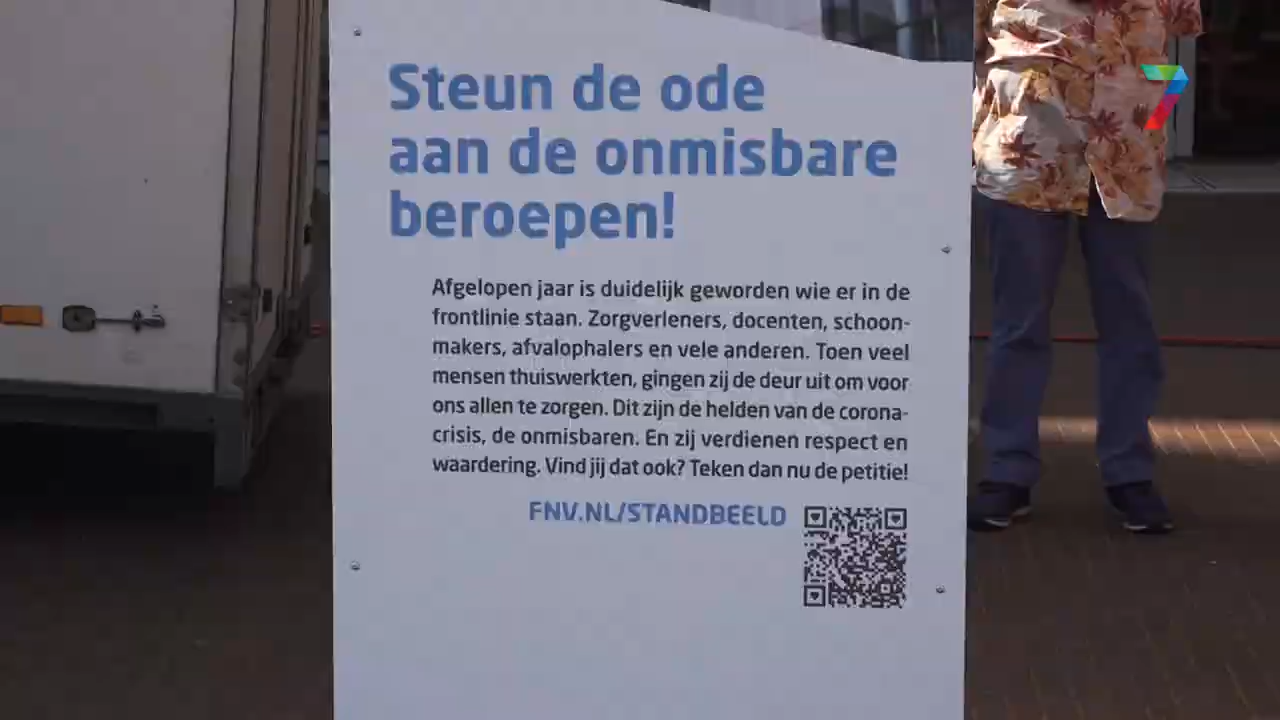 Steun de ode
aan de onmisbare
beroepen!
Afgelopen jaar is duidelijk geworden wie er in de
frontlinie staan. Zorgverleners, docenten, schoon-
makers, afvalophalers en vele anderen. Toen veel
mensen thuiswerkten, gingen zij de deur uit om voor
ons allen te zorgen. Dit zijn de helden van de corona-
crisis, de onmisbaren. En zij verdienen respect en
waardering. Vind jij dat ook? Teken dan nu de petitie!
FNV.NL/STANDBEELD
7